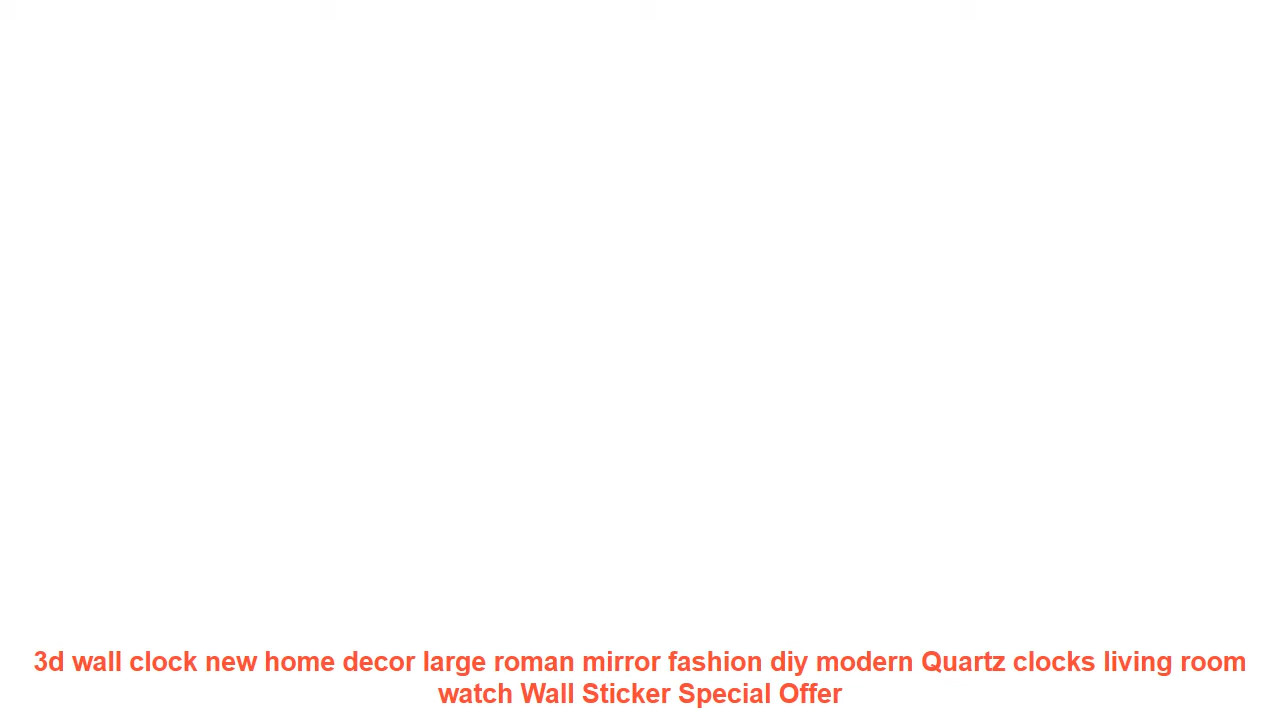 3d wall clock new home decor large roman mirror fashion diy modern Quartz clocks living room
watch Wall Sticker Special Offer